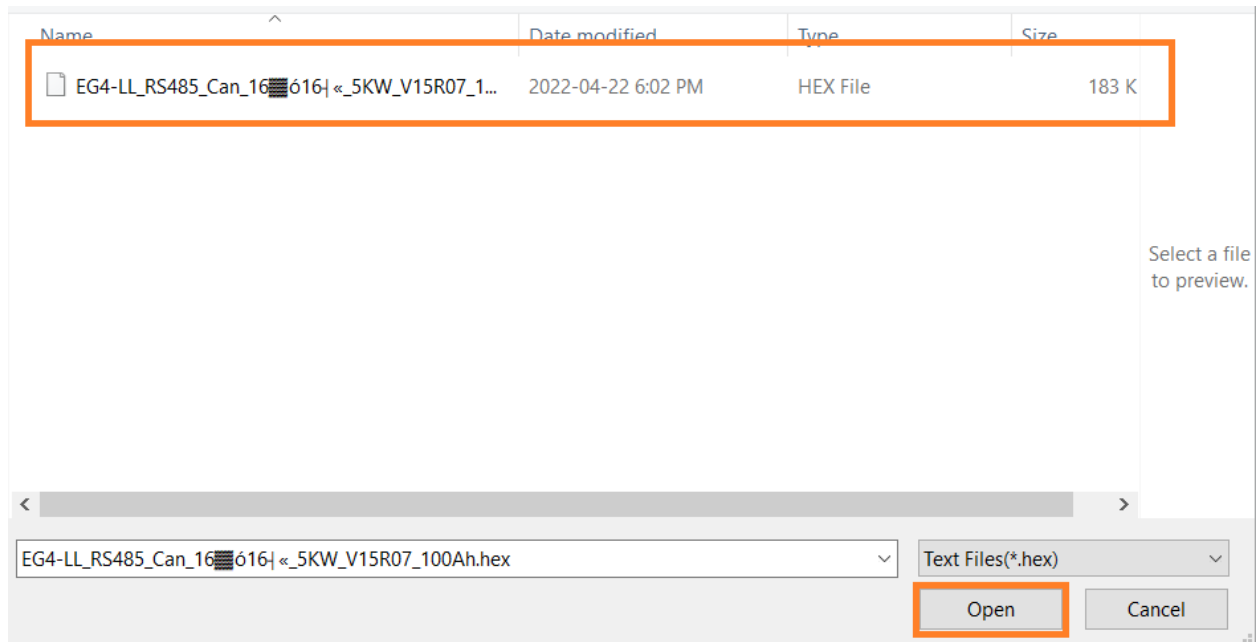 Name Date modified Type Size
EG4-LL_RS485_Can_16▓▓ó16┤«_5KW_V15R07_1... 2022-04-22 6:02 PM HEX File 183 K
Select a file
to preview.
EG4-LL_RS485_Can_16▓▓ó16┤«_5KW_V15R07_100Ah.hex Text Files(*.hex)
Open Cancel